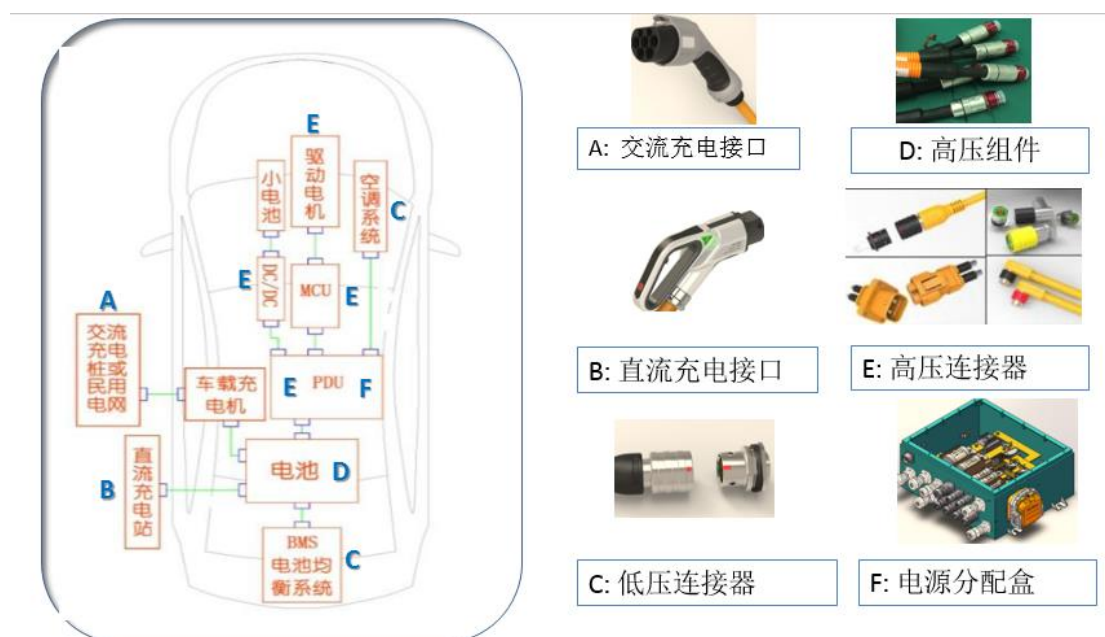 E
驱动电机
小电池
空调系统
C
E
DC/DC
MCU
E
A
交流
充电
桩或
民用
电网
车载充
电机
E
PDU
F
B
直流充电站
电池
D
BMS
电池均
衡系统
C
A: 交流充电接口
D: 高压组件
B: 直流充电接口
E: 高压连接器
C: 低压连接器
F: 电源分配盒